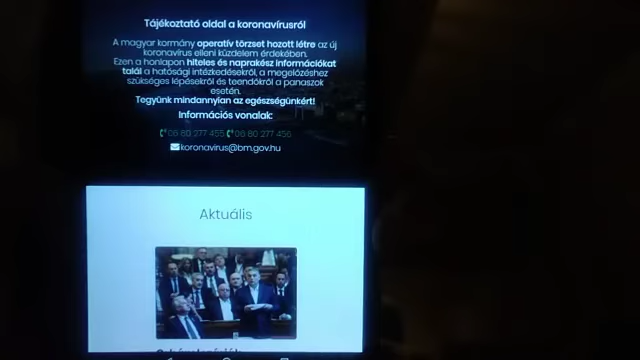 Tájékoztató oldal a koronavírusról
A magyar kormány operatív törzset hozott létre az új
koronavírus elleni küzdelem érdekében.
Ezen a honlapon hiteles és naprakész információkat
talál a hatósági intézkedésekről, a megelőzéshez
szükséges lépésekről és teendőkről a panaszok
esetén.
Tegyünk mindannyian az egészségünkért!
Információs vonalak:
06 80 277 455 06 80 277 456
koronavirus@bm.gov.hu
Aktuális